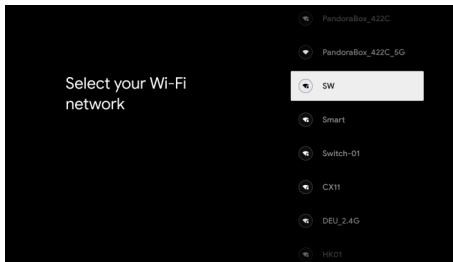 Select your Wi-Fi
network
PandoraBox_422C
PandoraBox_422C_5G
SW
Smart
Switch-01
CX11
DEU_2.4G
HK01